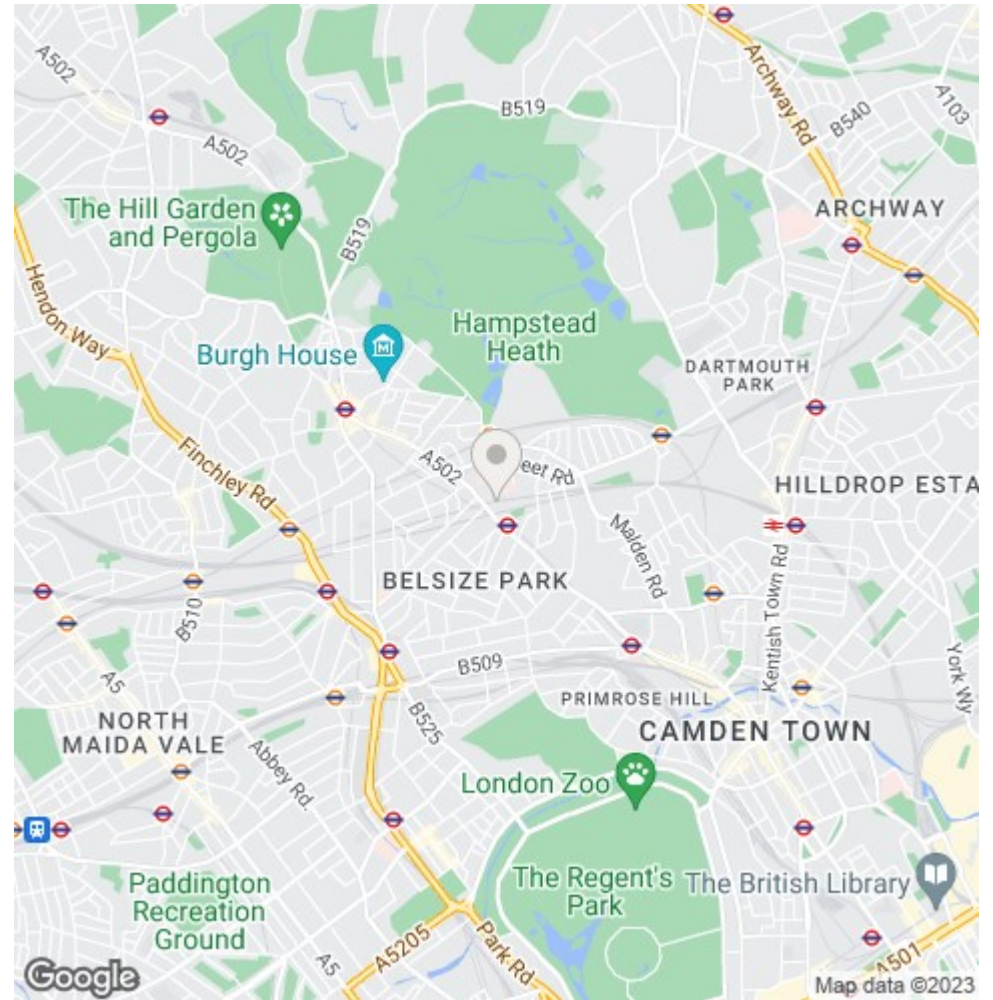 A502
B519
Archway Rd
A103
B540
A502
The Hill Garden
and Pergola
B519
ARCHWAY
Hendon Way
Hampstead
Heath
Burgh House
DARTMOUTH
PARK
A502
eet Rd
Finchley Rd
HILLDROP ESTA
Malden Rd
BELSIZE PARK
Kentish Town Rd
B510
B509
York Wy
A5
PRIMROSE HILL
NORTH
MAIDA VALE
B525
CAMDEN TOWN
Abbey Rd.
London Zoo
Paddington
Recreation
Ground
The Regent's
Park
The British Library
Park Rd
A5205
A5
A501
Google
Map data ©2023